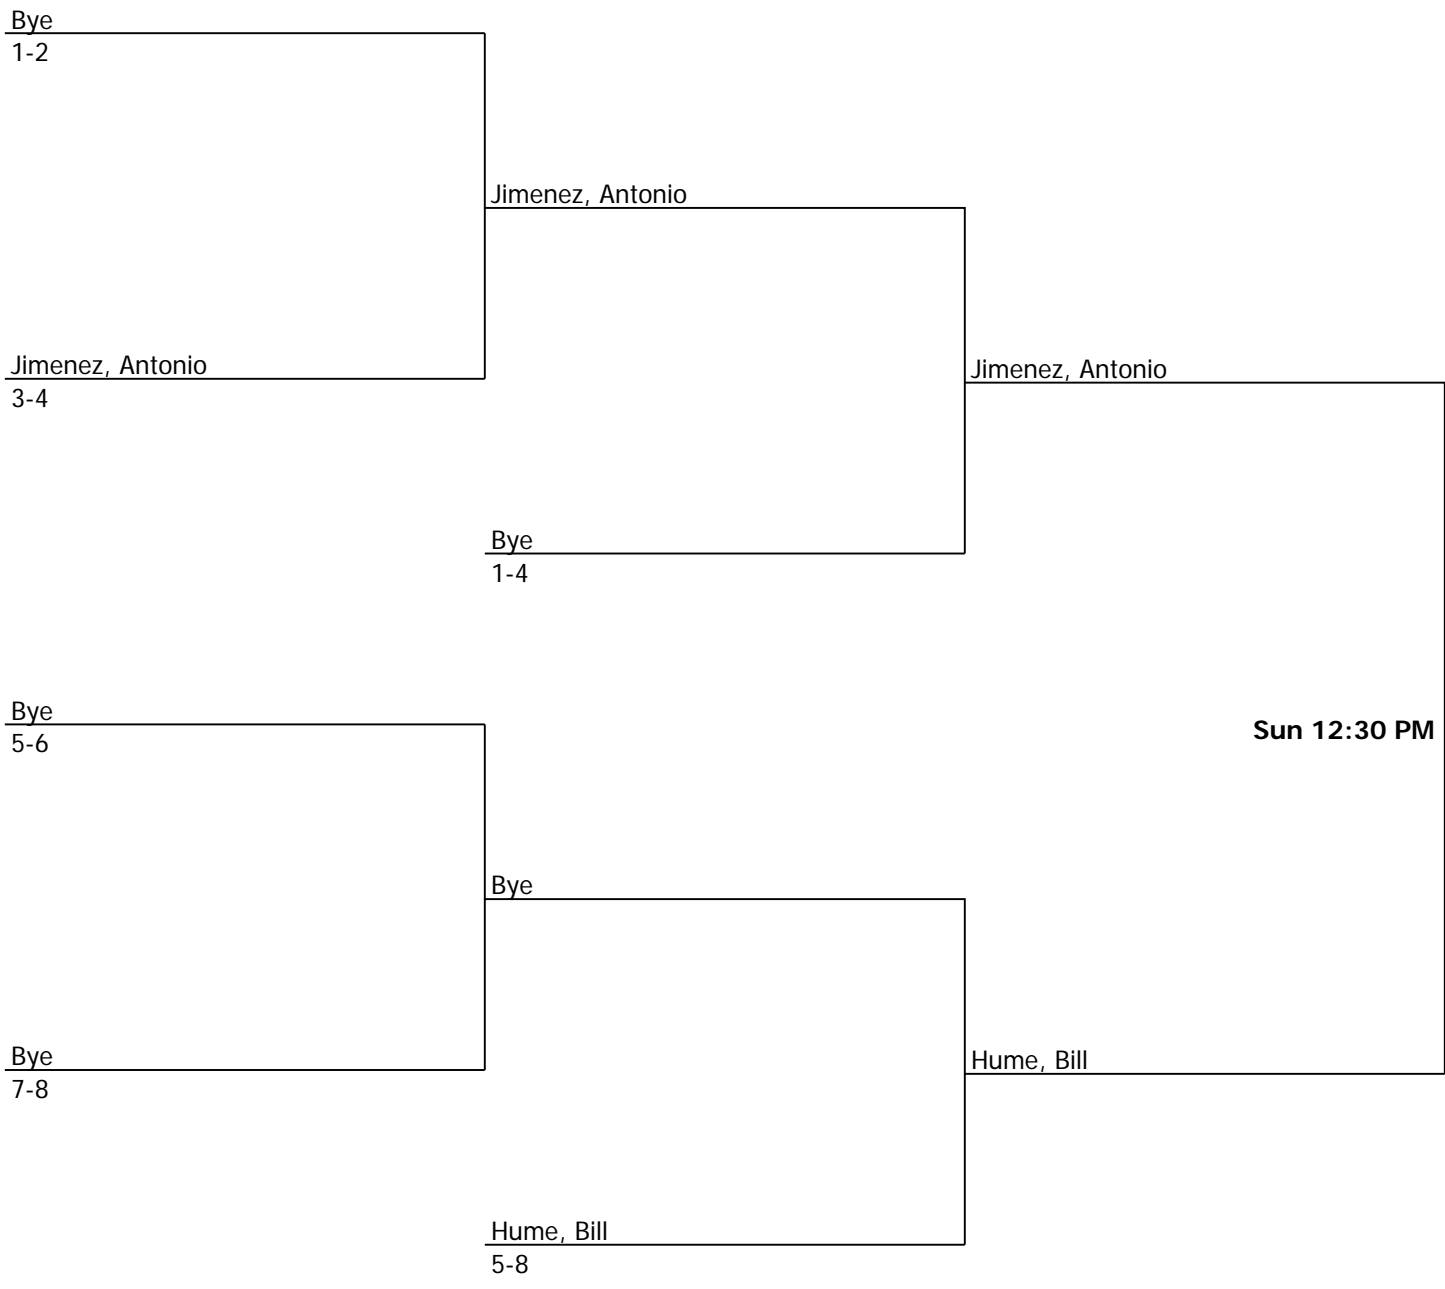 Bye
1-2
Jimenez, Antonio
Jimenez, Antonio
3-4
Jimenez, Antonio
Bye
1-4
Bye
5-6
Sun 12:30 PM
Bye
Bye
7-8
Hume, Bill
Hume, Bill
5-8